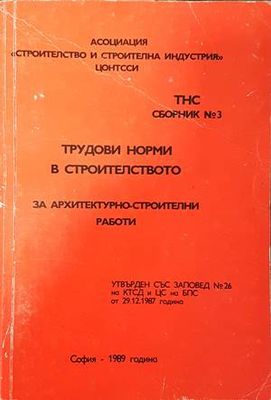 АСОЦИАЦИЯ
«СТРОИТЕЛСТВО И СТРОИТЕЛНА ИНДУСТРИЯ»
ЦОНТССИ
ТНС
СБОРНИК №3
ТРУДОВИ НОРМИ
В СТРОИТЕЛСТВОТО
ЗА АРХИТЕКТУРНО-СТРОИТЕЛНИ
РАБОТИ
УТВЪРДЕН СЪС ЗАПОВЕД №26
на КТСД и ЦС на БПС
от 29.12.1987 година
София - 1989 година